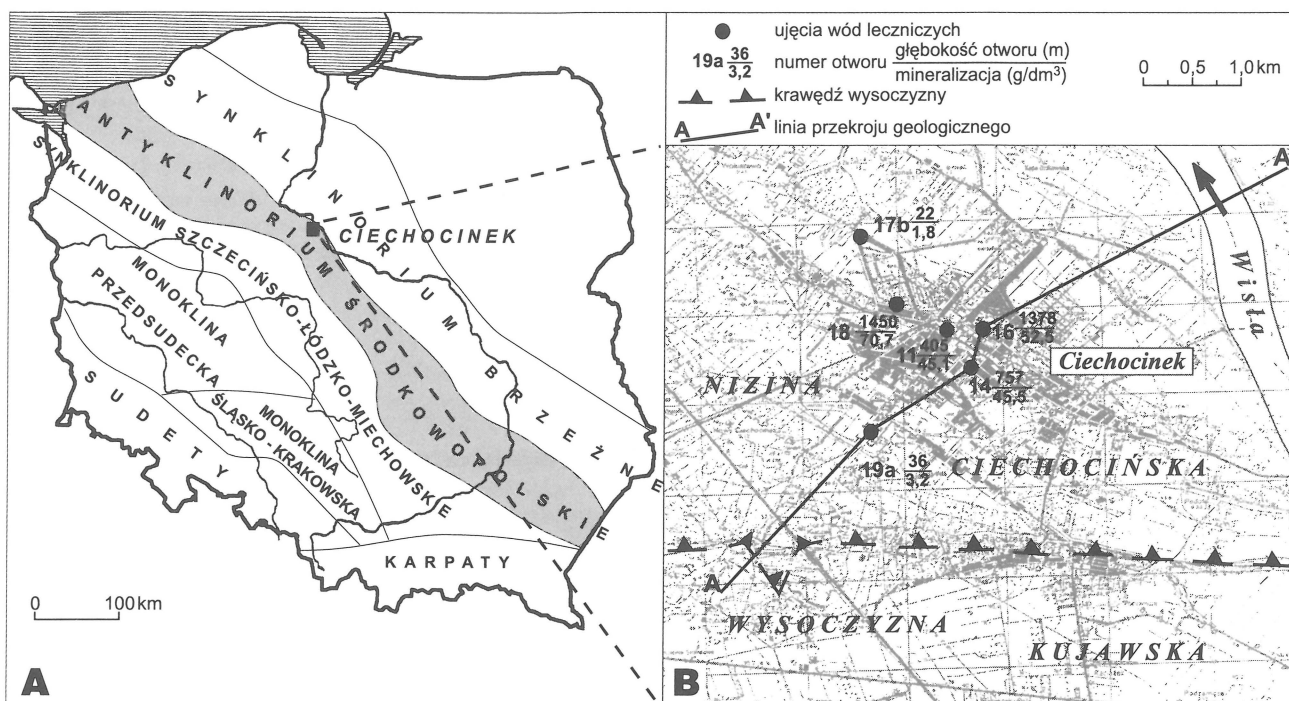 SYNKLINORIUM BRZEŻNE
ANTYKLINORIUM ŚRODKOWOPOLSKIE
SYNKLINORIUM SZCZECIŃSKO-ŁÓDZKO-MIECHOWSKIE
CIECHOCINEK
MONOKLINA
PRZEDSUDECKA
MONOKLINA
ŚLĄSKO-KRAKOWSKA
SUDETY
KARPATY
0 100 km
A
ujęcia wód leczniczych
19a 36 3,2
numer otworu głębokość otworu (m)
mineralizacja (g/dm³)
krawędź wysoczyzny
A A' linia przekroju geologicznego
0 0,5 1,0 km
A'
Wisła
17b 22
1,8
18 1450
70,7
11 405
45,1
16 1378
52,5
Ciechocinek
14 757
45,5
NIZINA
CIECHOCIŃSKA
19a 36
3,2
A
WYSOCZYZNA
KUJAWSKA
B